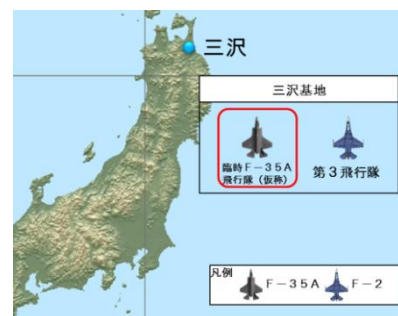 三沢
三沢基地
臨時F－35A
飛行隊（仮称）
第3飛行隊
凡例
F－35A
F－2